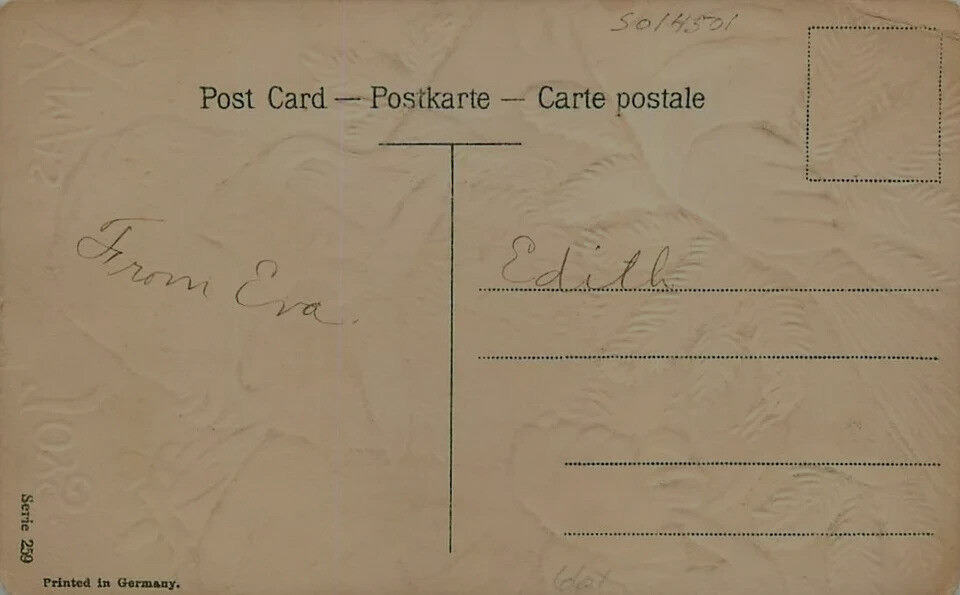 S014501
Post Card — Postkarte — Carte postale
From Eva.
Edith
Serie 259
Printed in Germany.